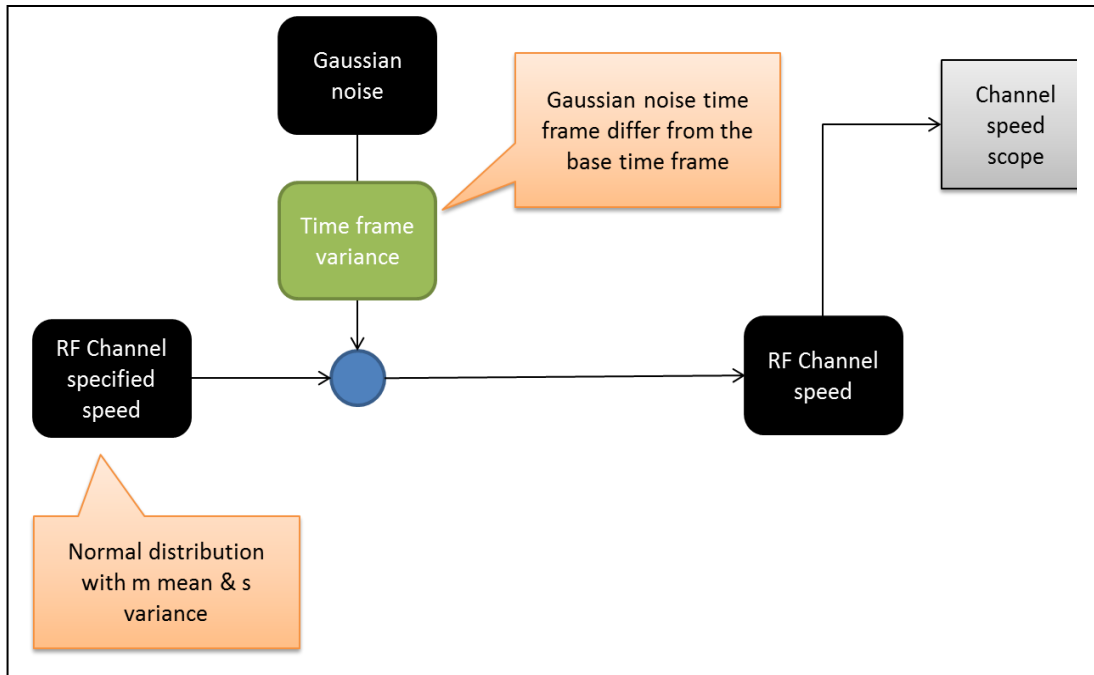 Gaussian
noise
Gaussian noise time
frame differ from the
base time frame
Channel
speed
scope
Time frame
variance
RF Channel
specified
speed
RF Channel
speed
Normal distribution
with m mean & s
variance